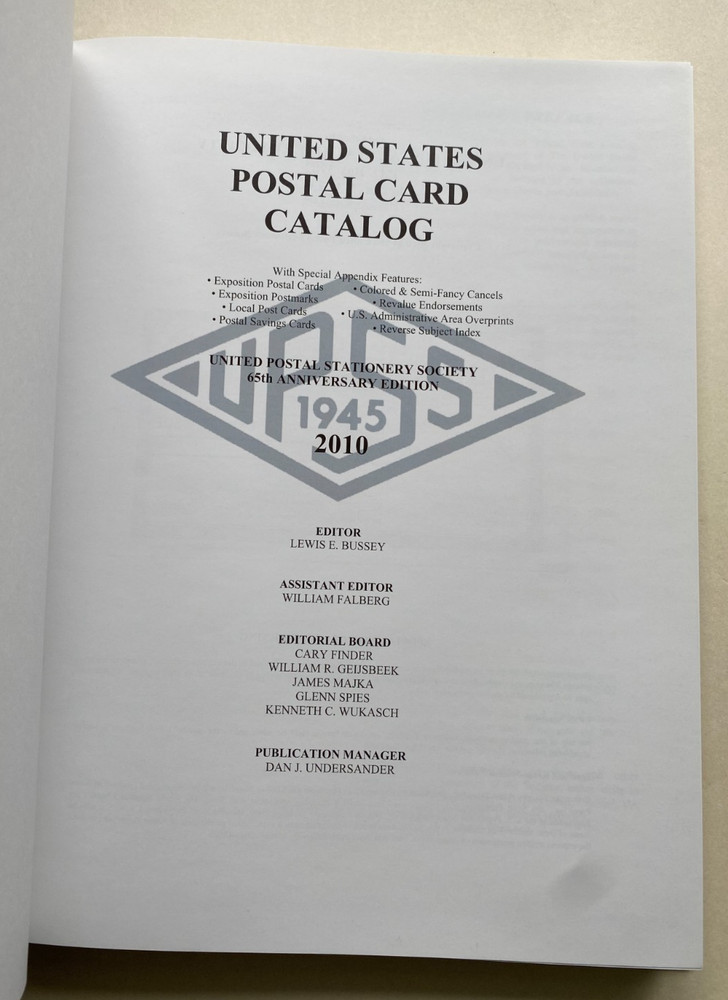 UNITED STATES
POSTAL CARD
CATALOG
With Special Appendix Features:
• Exposition Postal Cards • Colored & Semi-Fancy Cancels
• Exposition Postmarks • Revalue Endorsements
• Local Post Cards • U.S. Administrative Area Overprints
• Postal Savings Cards • Reverse Subject Index
UNITED POSTAL STATIONERY SOCIETY
65th ANNIVERSARY EDITION
UPSS
1945
2010
EDITOR
LEWIS E. BUSSEY
ASSISTANT EDITOR
WILLIAM FALBERG
EDITORIAL BOARD
CARY FINDER
WILLIAM R. GEIJSBEEK
JAMES MAJKA
GLENN SPIES
KENNETH C. WUKASCH
PUBLICATION MANAGER
DAN J. UNDERSANDER